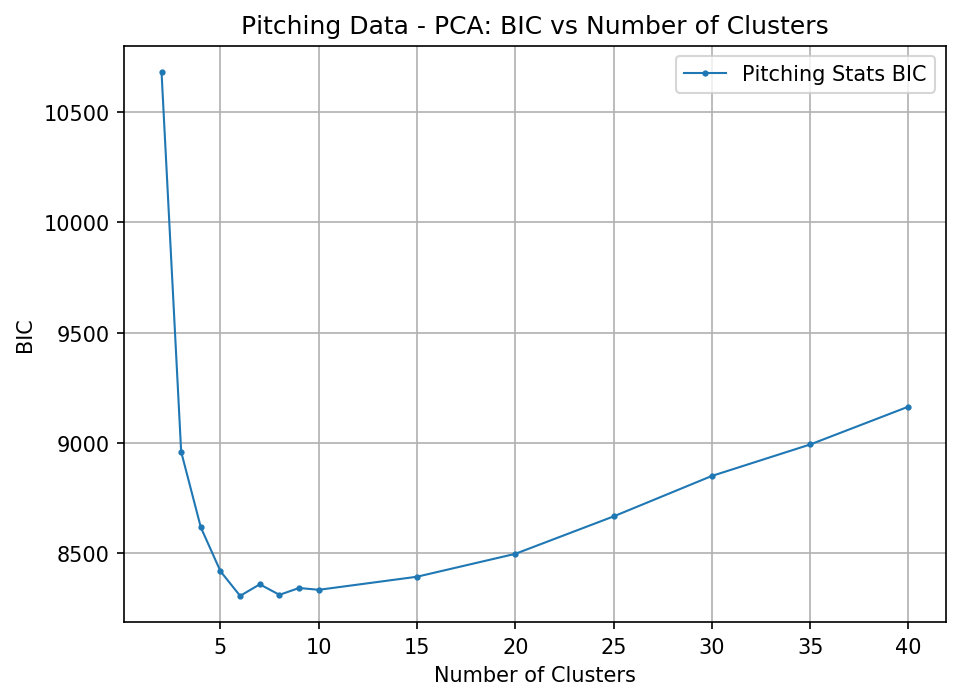 Pitching Data - PCA: BIC vs Number of Clusters
Pitching Stats BIC
10500
10000
9500
9000
8500
BIC
5 10 15 20 25 30 35 40
Number of Clusters